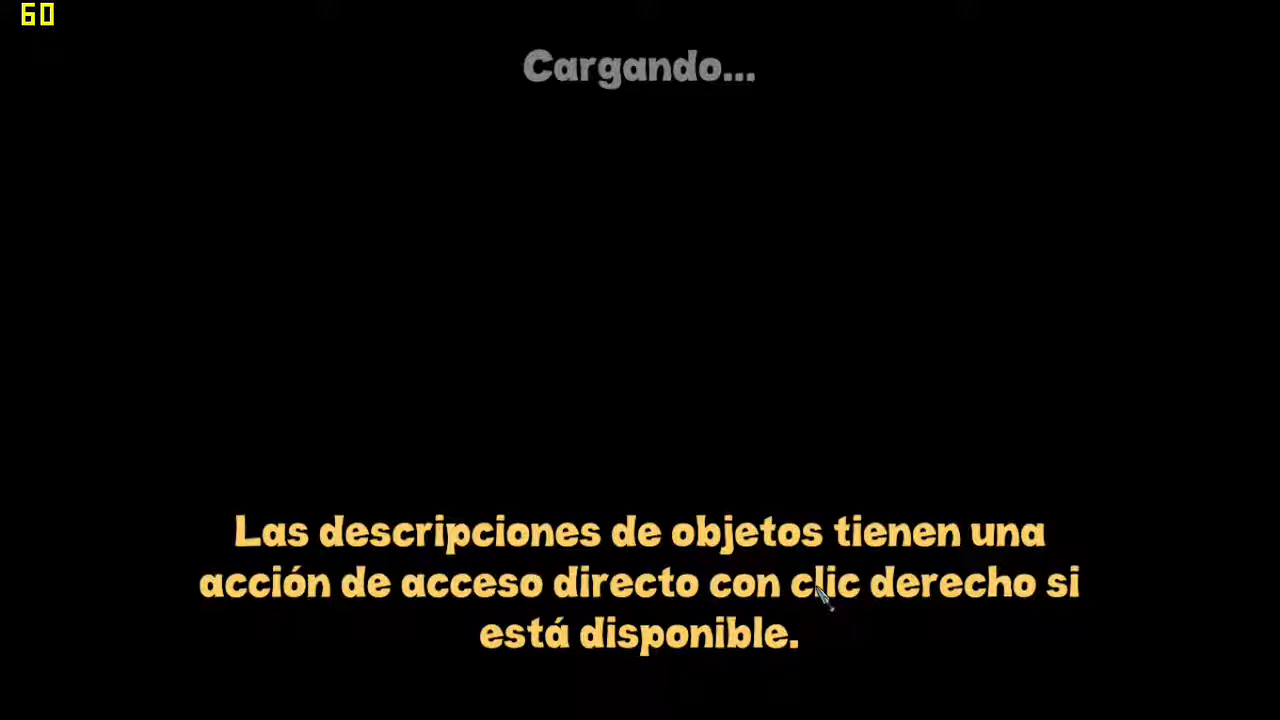 60
Cargando...
Las descripciones de objetos tienen una
acción de acceso directo con clic derecho si
está disponible.